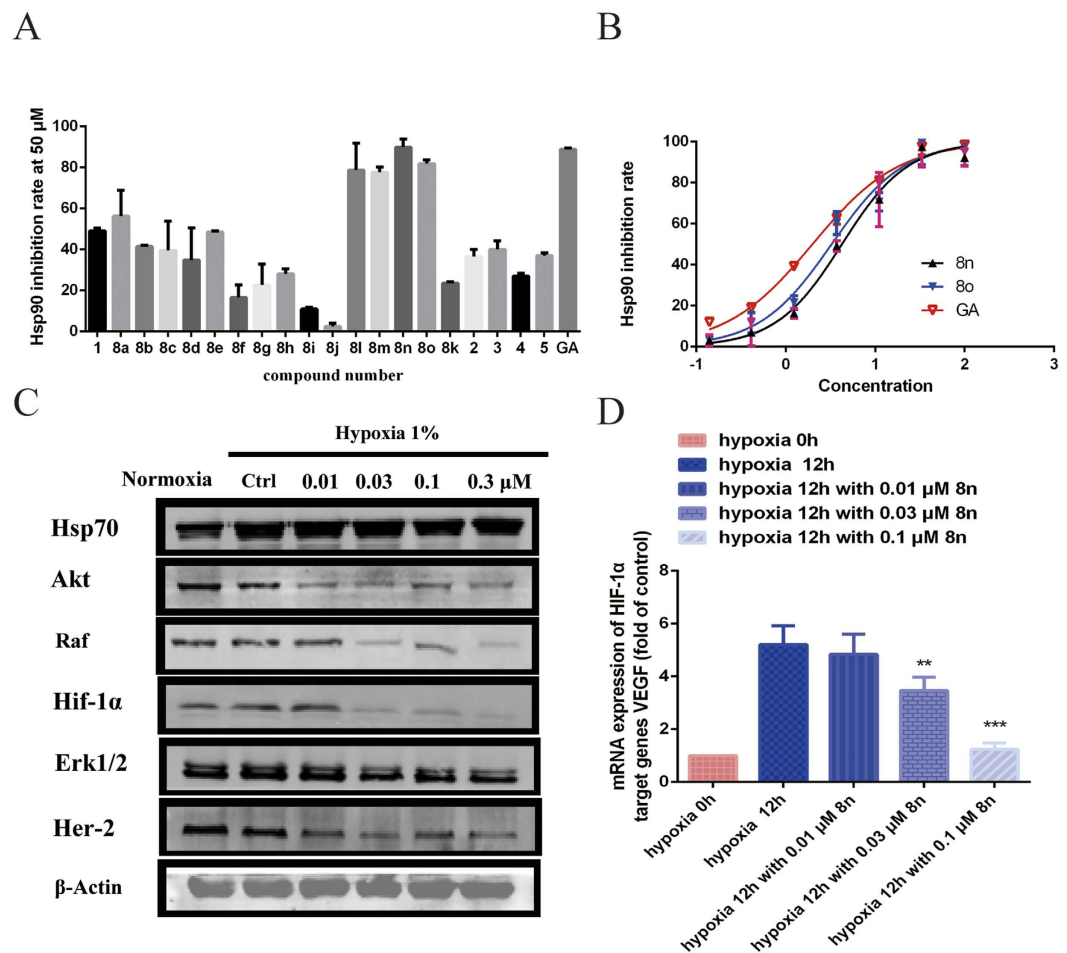 A
B
Hsp90 inhibition rate at 50 μM
100
80
60
40
20
0
1 8a 8b 8c 8d 8e 8f 8g 8h 8i 8j 8l 8m 8n 8o 8k 2 3 4 5 GA
compound number
Hsp90 inhibition rate
100
80
60
40
20
0
-1 0 1 2 3
Concentration
8n
8o
GA
C
Hypoxia 1%
Normoxia Ctrl 0.01 0.03 0.1 0.3 μM
Hsp70
Akt
Raf
Hif-1α
Erk1/2
Her-2
β-Actin
D
hypoxia 0h
hypoxia 12h
hypoxia 12h with 0.01 μM 8n
hypoxia 12h with 0.03 μM 8n
hypoxia 12h with 0.1 μM 8n
mRNA expression of HIF-1α
target genes VEGF (fold of control)
8
6
4
2
0
**
***
hypoxia 0h
hypoxia 12h
hypoxia 12h with 0.01 μM 8n
hypoxia 12h with 0.03 μM 8n
hypoxia 12h with 0.1 μM 8n